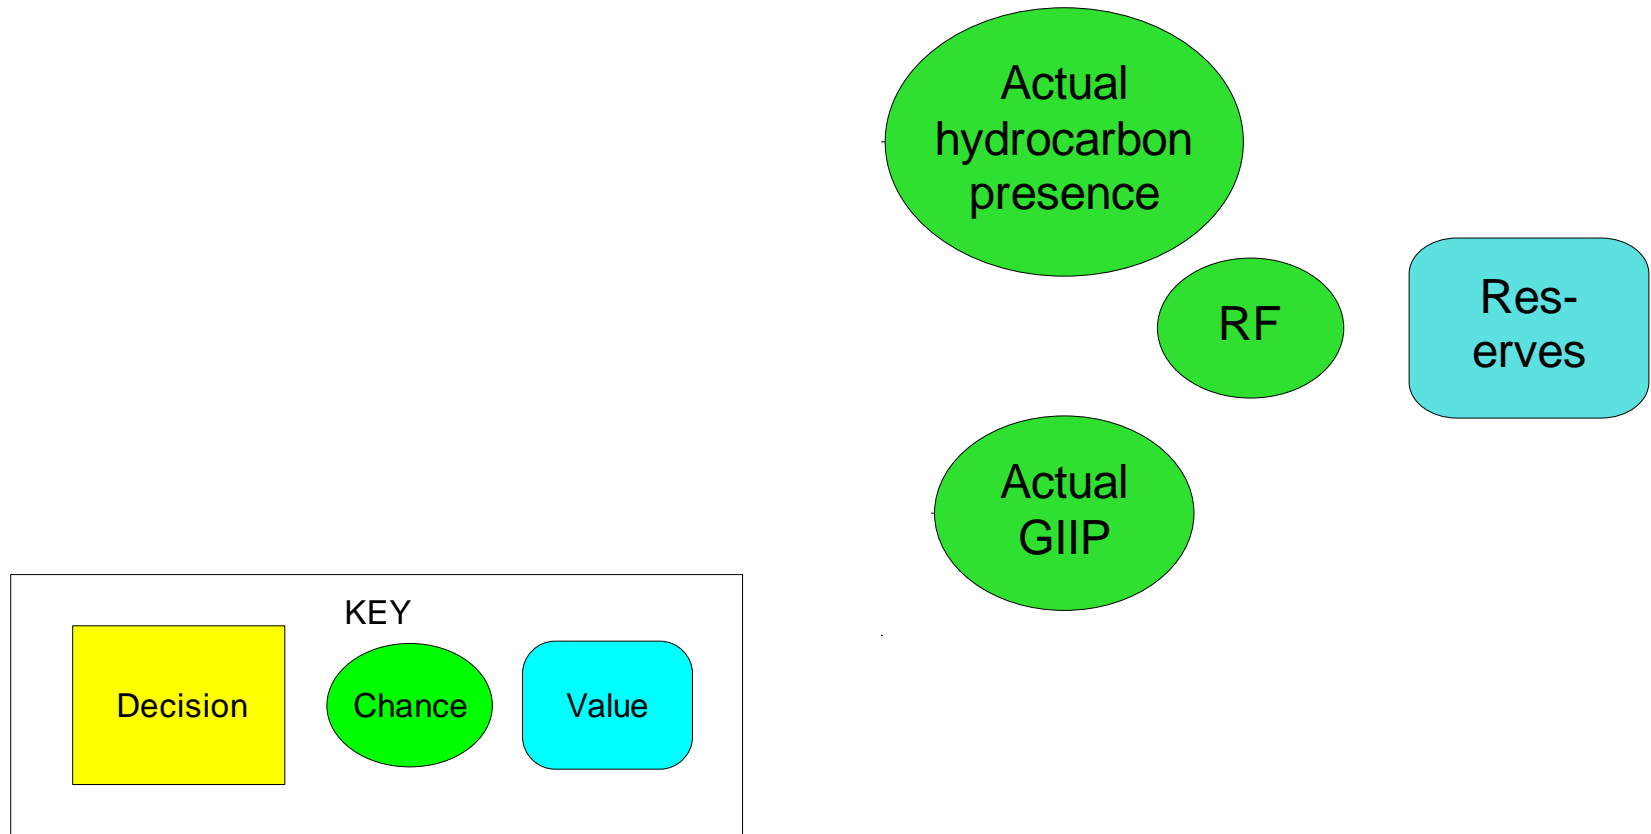 Actual
hydrocarbon
presence
RF
Res-
erves
Actual
GIIP
KEY
Decision
Chance
Value